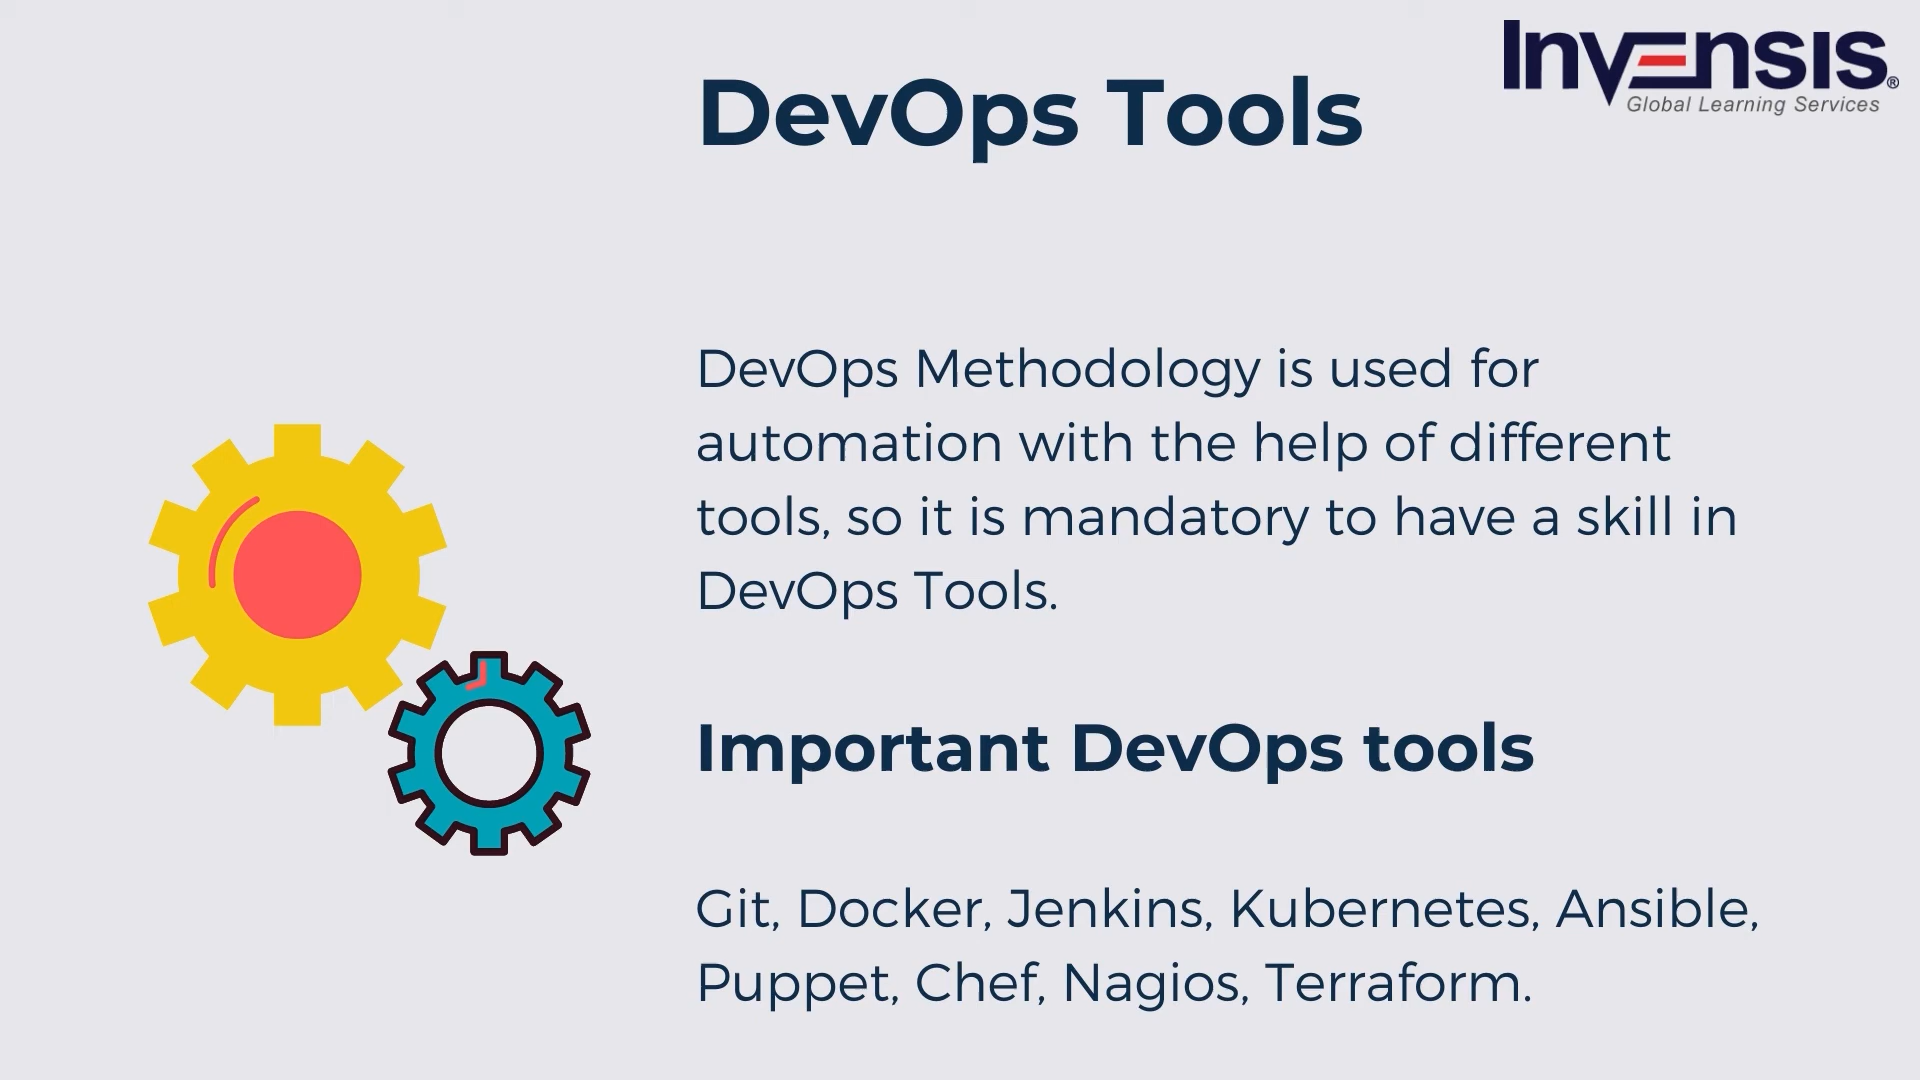 Invensis®
Global Learning Services
DevOps Tools
DevOps Methodology is used for
automation with the help of different
tools, so it is mandatory to have a skill in
DevOps Tools.
Important DevOps tools
Git, Docker, Jenkins, Kubernetes, Ansible,
Puppet, Chef, Nagios, Terraform.